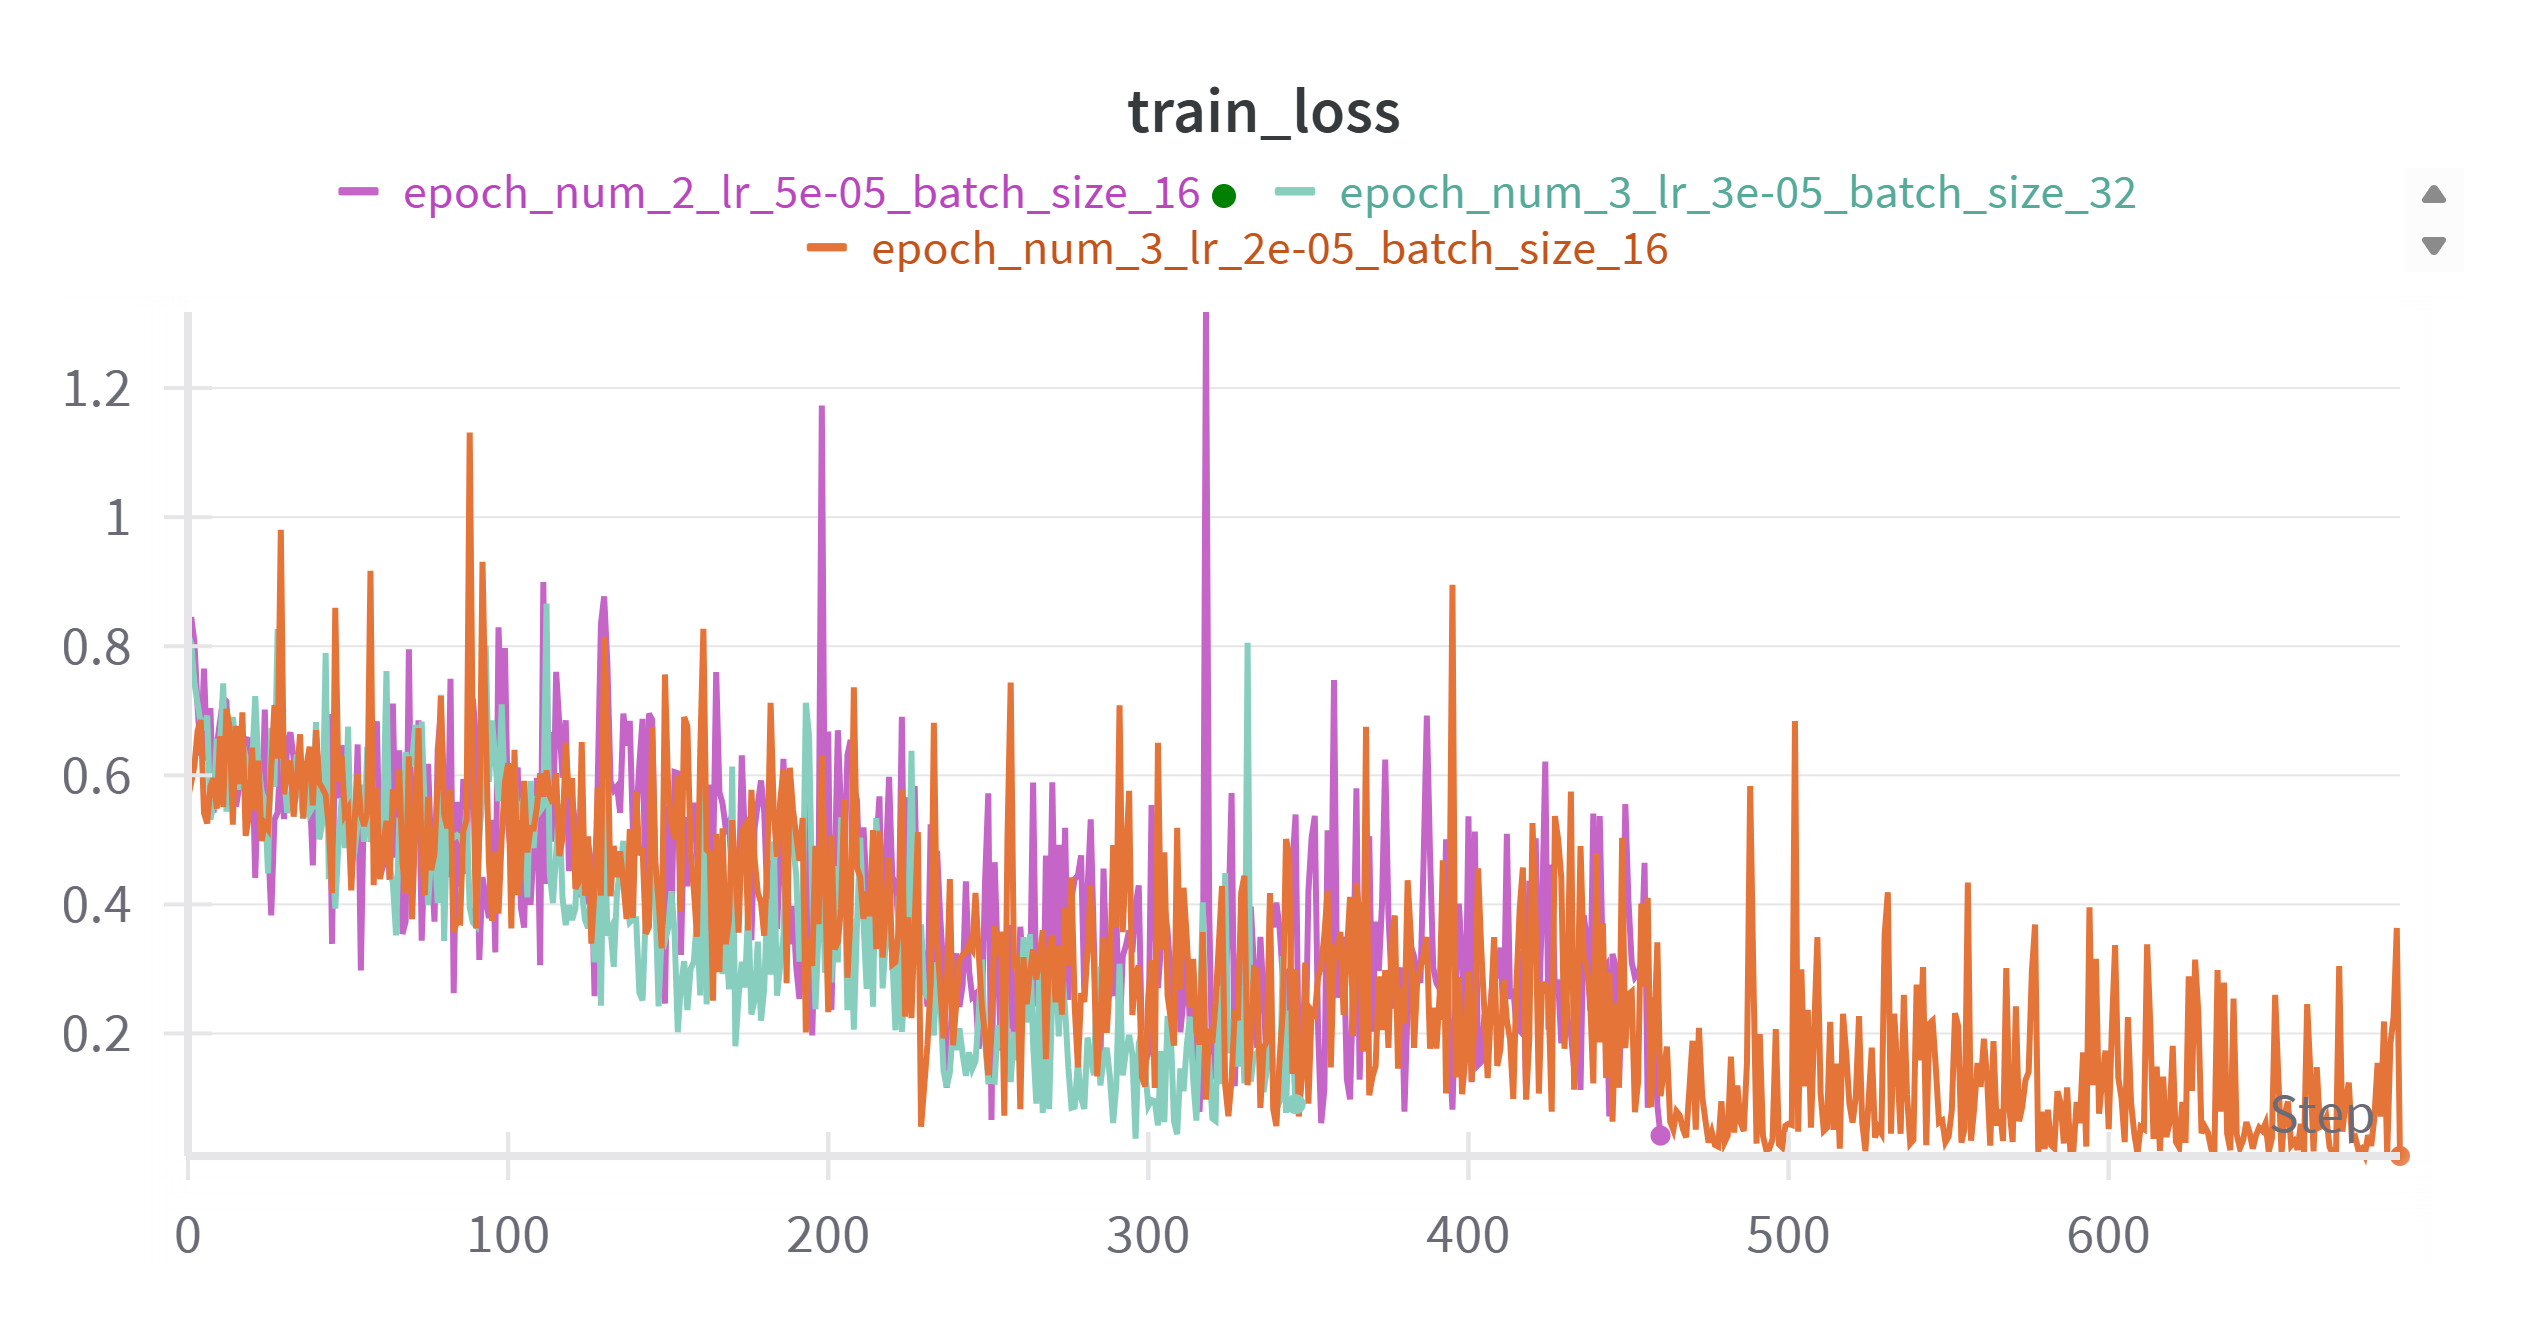 train_loss
epoch_num_2_lr_5e-05_batch_size_16 epoch_num_3_lr_3e-05_batch_size_32
epoch_num_3_lr_2e-05_batch_size_16
1.2
1
0.8
0.6
0.4
0.2
Step
0 100 200 300 400 500 600